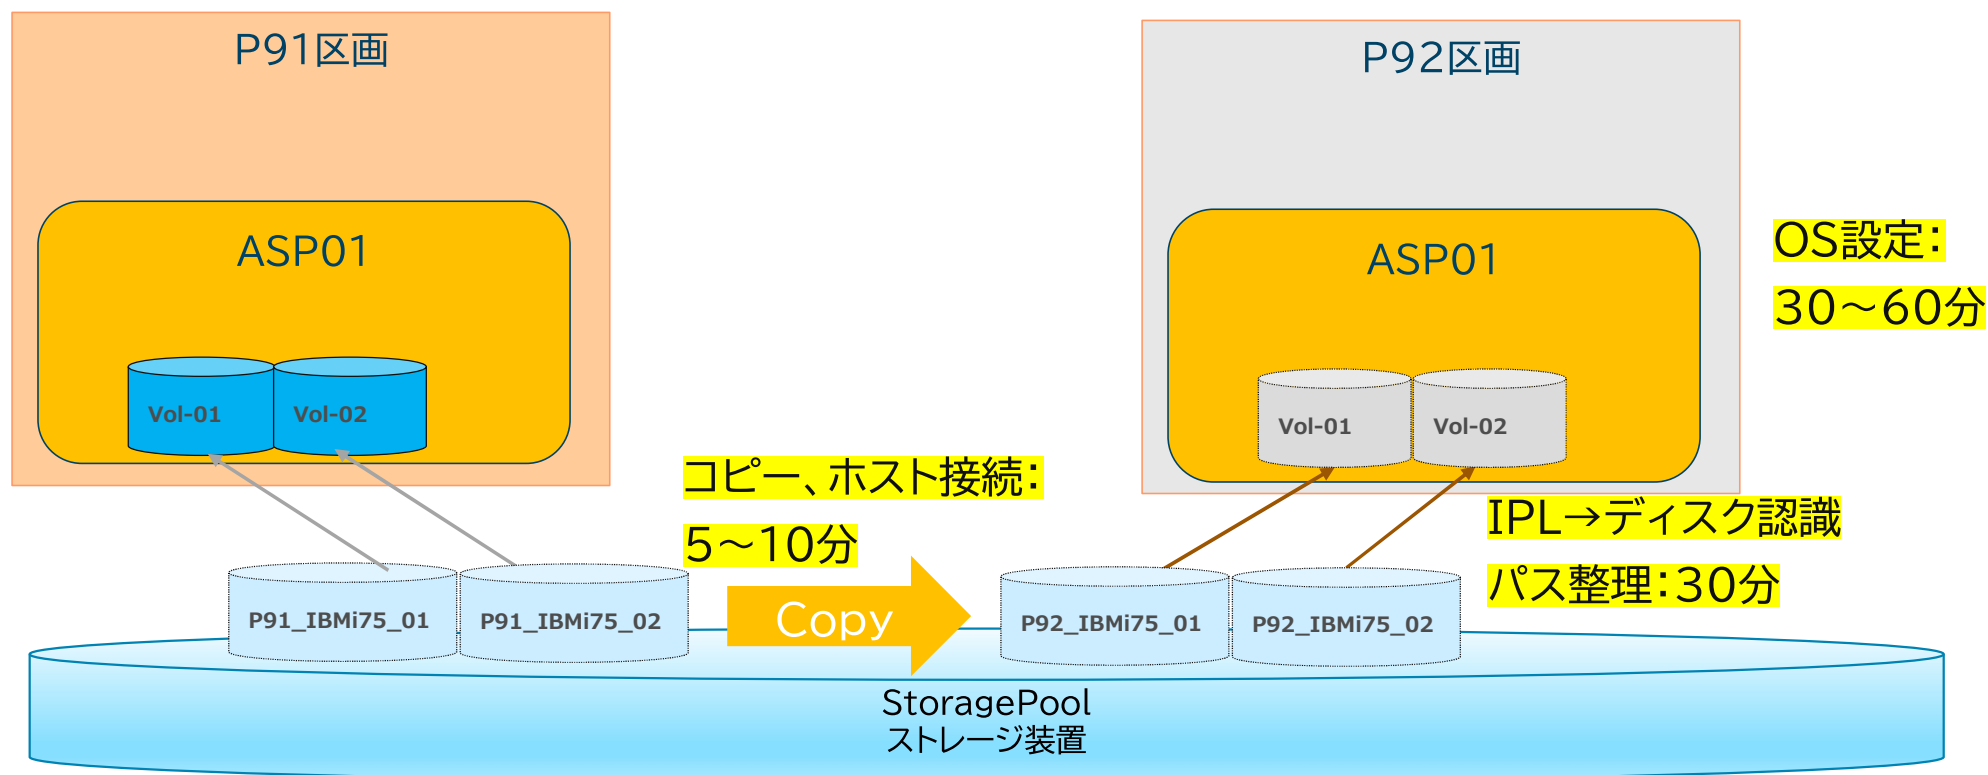 P91区画
ASP01
Vol-01
Vol-02
P92区画
ASP01
Vol-01
Vol-02
OS設定：
30～60分
コピー、ホスト接続：
5～10分
IPL→ディスク認識
パス整理：30分
P91_IBMi75_01
P91_IBMi75_02
Copy
P92_IBMi75_01
P92_IBMi75_02
StoragePool
ストレージ装置